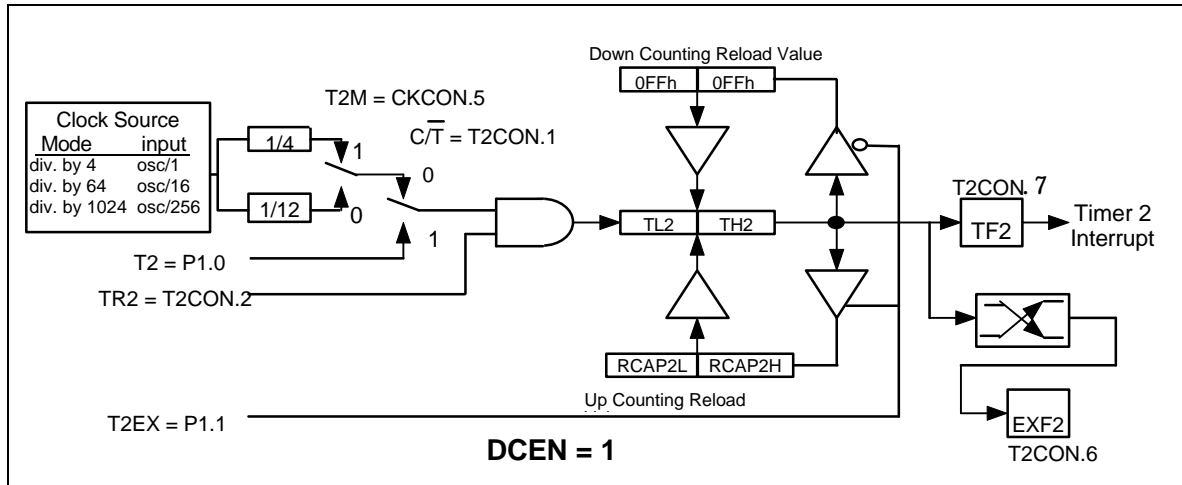 Down Counting Reload Value
0FFh 0FFh
T2M = CKCON.5
C/T̅ = T2CON.1
Clock Source
Mode input
div. by 4 osc/1
div. by 64 osc/16
div. by 1024 osc/256
1/4
1
0
1/12
0
1
T2 = P1.0
TR2 = T2CON.2
TL2 TH2
T2CON. 7
TF2
Timer 2
Interrupt
RCAP2L RCAP2H
Up Counting Reload
T2EX = P1.1
EXF2
T2CON.6
DCEN = 1